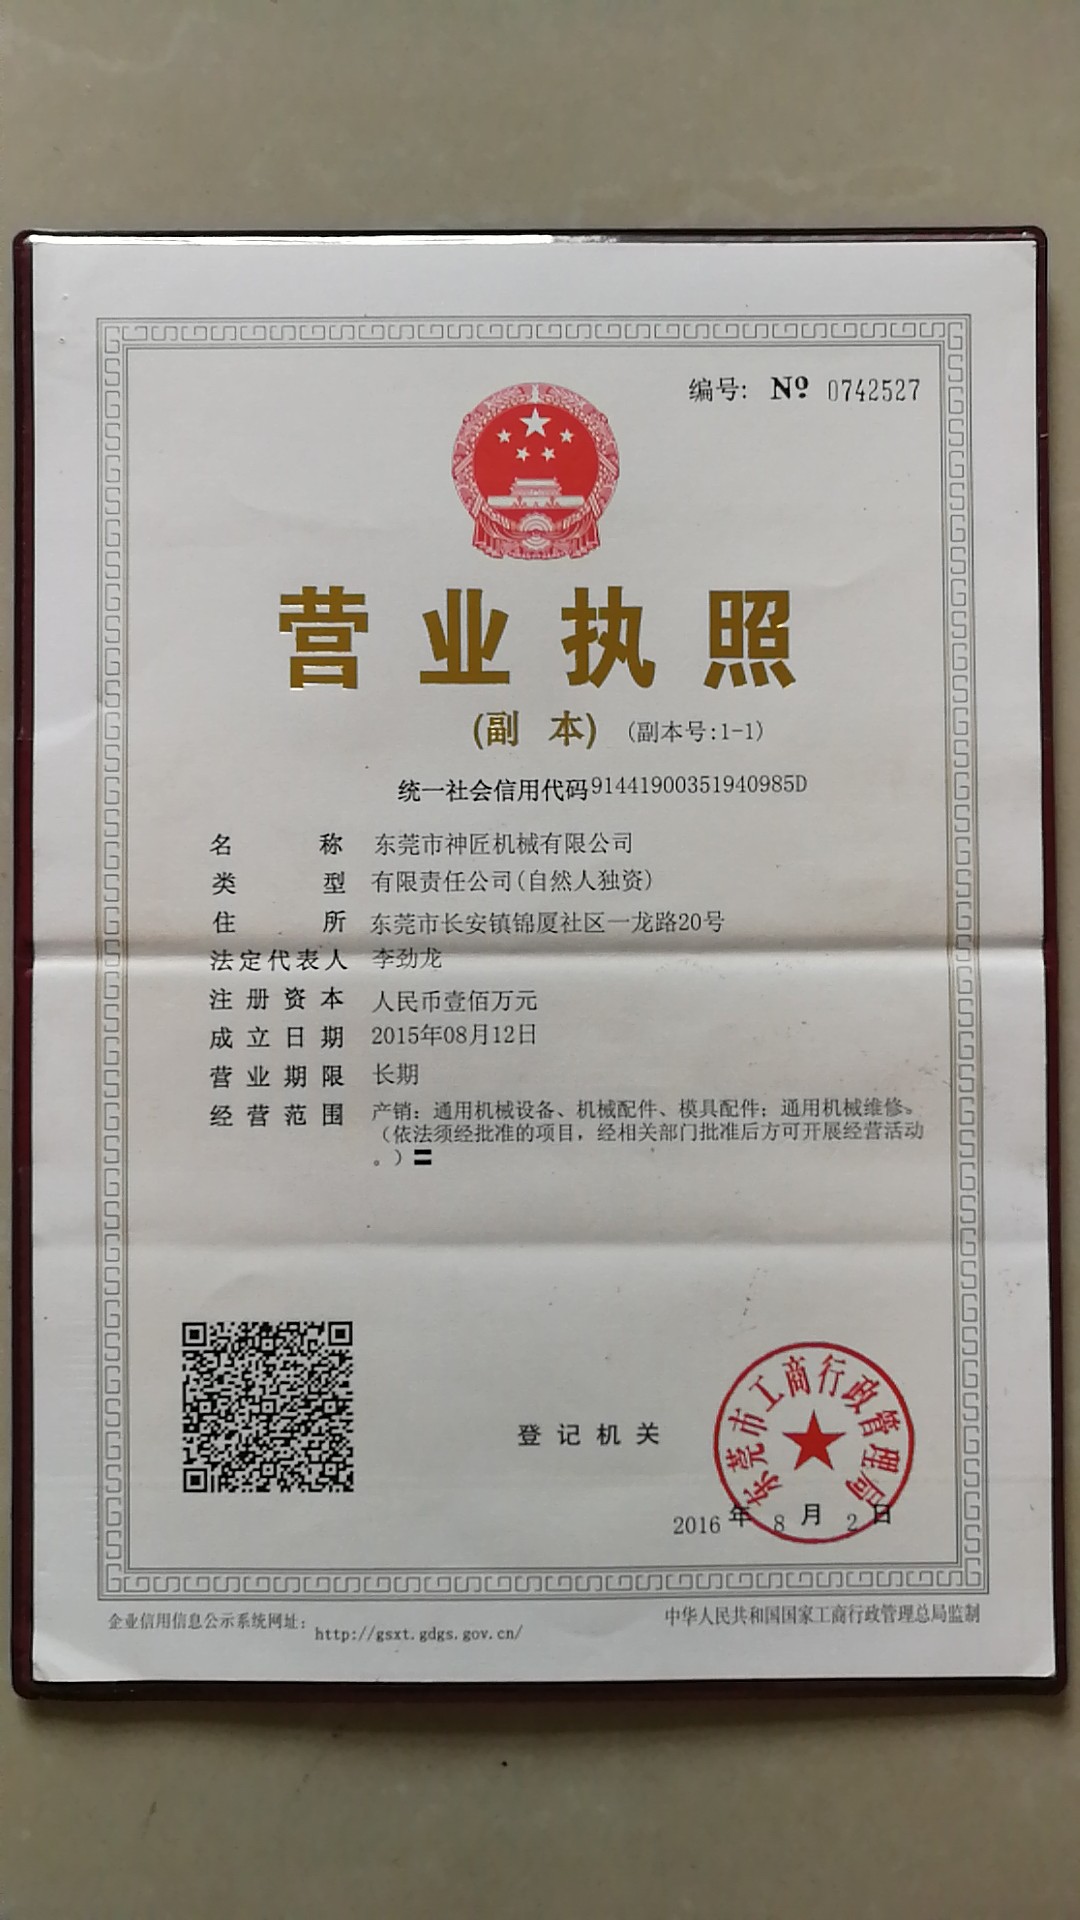 编号: Nº 0742527
营业执照
(副 本) (副本号:1-1)
统一社会信用代码91441900351940985D
名 称 东莞市神匠机械有限公司
类 型 有限责任公司(自然人独资)
住 所 东莞市长安镇锦厦社区一龙路20号
法定代表人 李劲龙
注册资本 人民币壹佰万元
成立日期 2015年08月12日
营业期限 长期
经营范围 产销：通用机械设备、机械配件、模具配件；通用机械维修。
（依法须经批准的项目，经相关部门批准后方可开展经营活动
。）〓
东莞市工商行政管理局
登记机关
2016 年 8 月 2 日
企业信用信息公示系统网址： http://gsxt.gdgs.gov.cn/
中华人民共和国国家工商行政管理总局监制